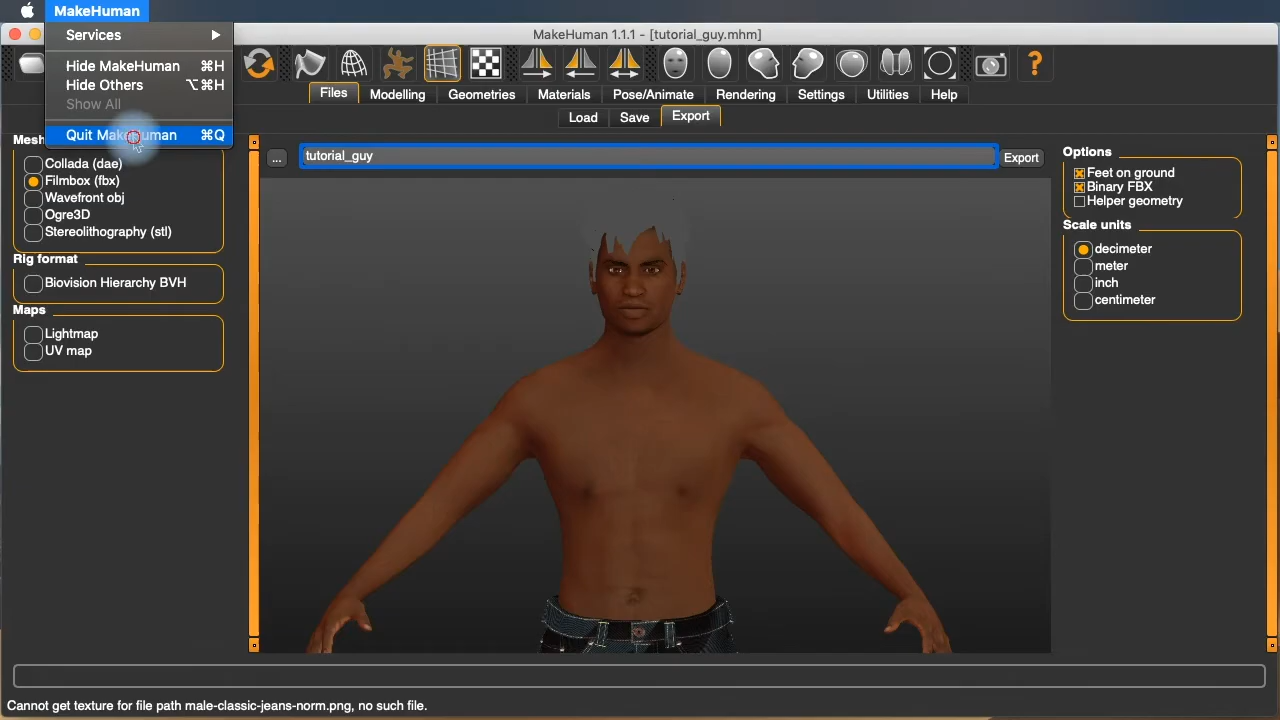 MakeHuman
Services
MakeHuman 1.1.1 - [tutorial_guy.mhm]
Hide MakeHuman ⌘H
Hide Others ⌥⌘H
Show All
Quit MakeHuman ⌘Q
Files Modelling Geometries Materials Pose/Animate Rendering Settings Utilities Help
Load Save Export
Mesh
Collada (dae)
Filmbox (fbx)
Wavefront obj
Ogre3D
Stereolithography (stl)
Rig format
Biovision Hierarchy BVH
Maps
Lightmap
UV map
... tutorial_guy Export
Options
Feet on ground
Binary FBX
Helper geometry
Scale units
decimeter
meter
inch
centimeter
Cannot get texture for file path male-classic-jeans-norm.png, no such file.